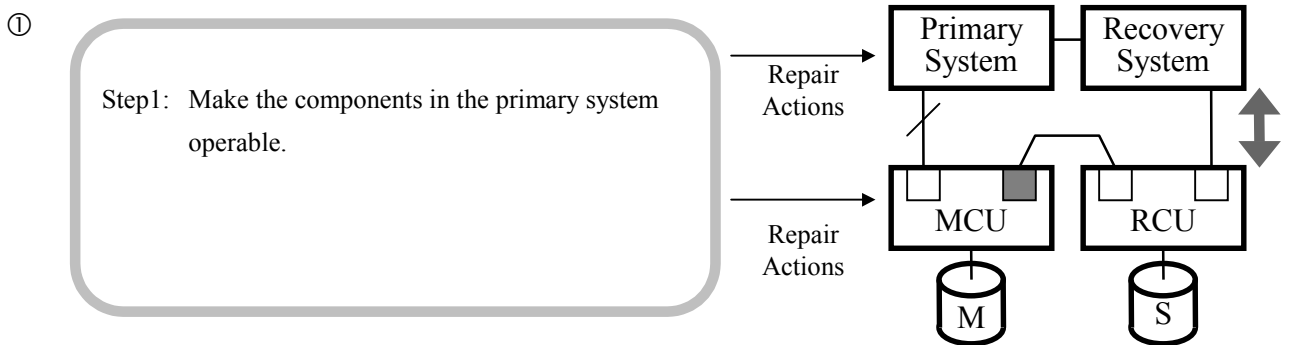 ①
Step1: Make the components in the primary system
operable.
Repair
Actions
Repair
Actions
Primary
System
Recovery
System
MCU
RCU
M
S